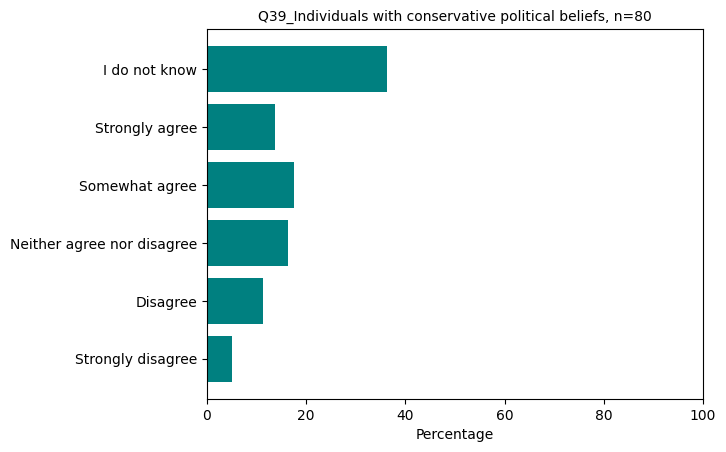 Q39_Individuals with conservative political beliefs, n=80
I do not know
Strongly agree
Somewhat agree
Neither agree nor disagree
Disagree
Strongly disagree
0 20 40 60 80 100
Percentage